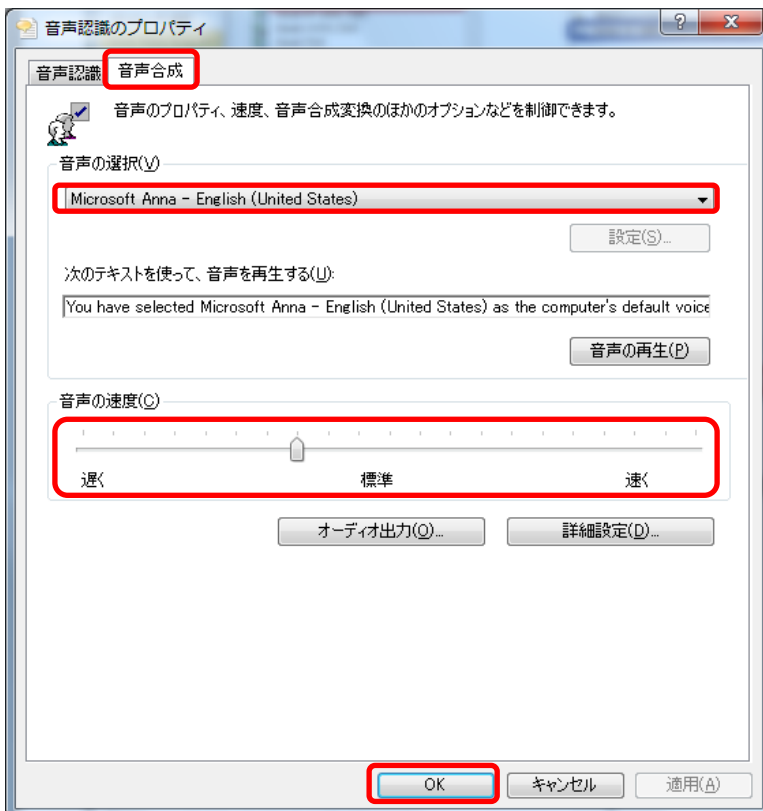 音声認識のプロパティ
音声認識 音声合成
音声のプロパティ、速度、音声合成変換のほかのオプションなどを制御できます。
音声の選択(V)
Microsoft Anna - English (United States)
設定(S)...
次のテキストを使って、音声を再生する(U):
You have selected Microsoft Anna - English (United States) as the computer's default voice
音声の再生(P)
音声の速度(C)
遅く 標準 速く
オーディオ出力(O)... 詳細設定(D)...
OK キャンセル 適用(A)